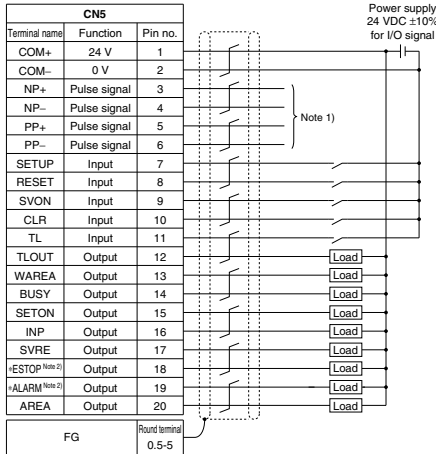 CN5
Terminal name Function Pin no.
COM+ 24 V 1
COM– 0 V 2
NP+ Pulse signal 3
NP– Pulse signal 4
PP+ Pulse signal 5
PP– Pulse signal 6
SETUP Input 7
RESET Input 8
SVON Input 9
CLR Input 10
TL Input 11
TLOUT Output 12
WAREA Output 13
BUSY Output 14
SETON Output 15
INP Output 16
SVRE Output 17
∗ESTOP Note 2) Output 18
∗ALARM Note 2) Output 19
AREA Output 20
FG Round terminal
0.5-5
Power supply
24 VDC ±10%
for I/O signal
Note 1)
Load
Load
Load
Load
Load
Load
Load
Load
Load